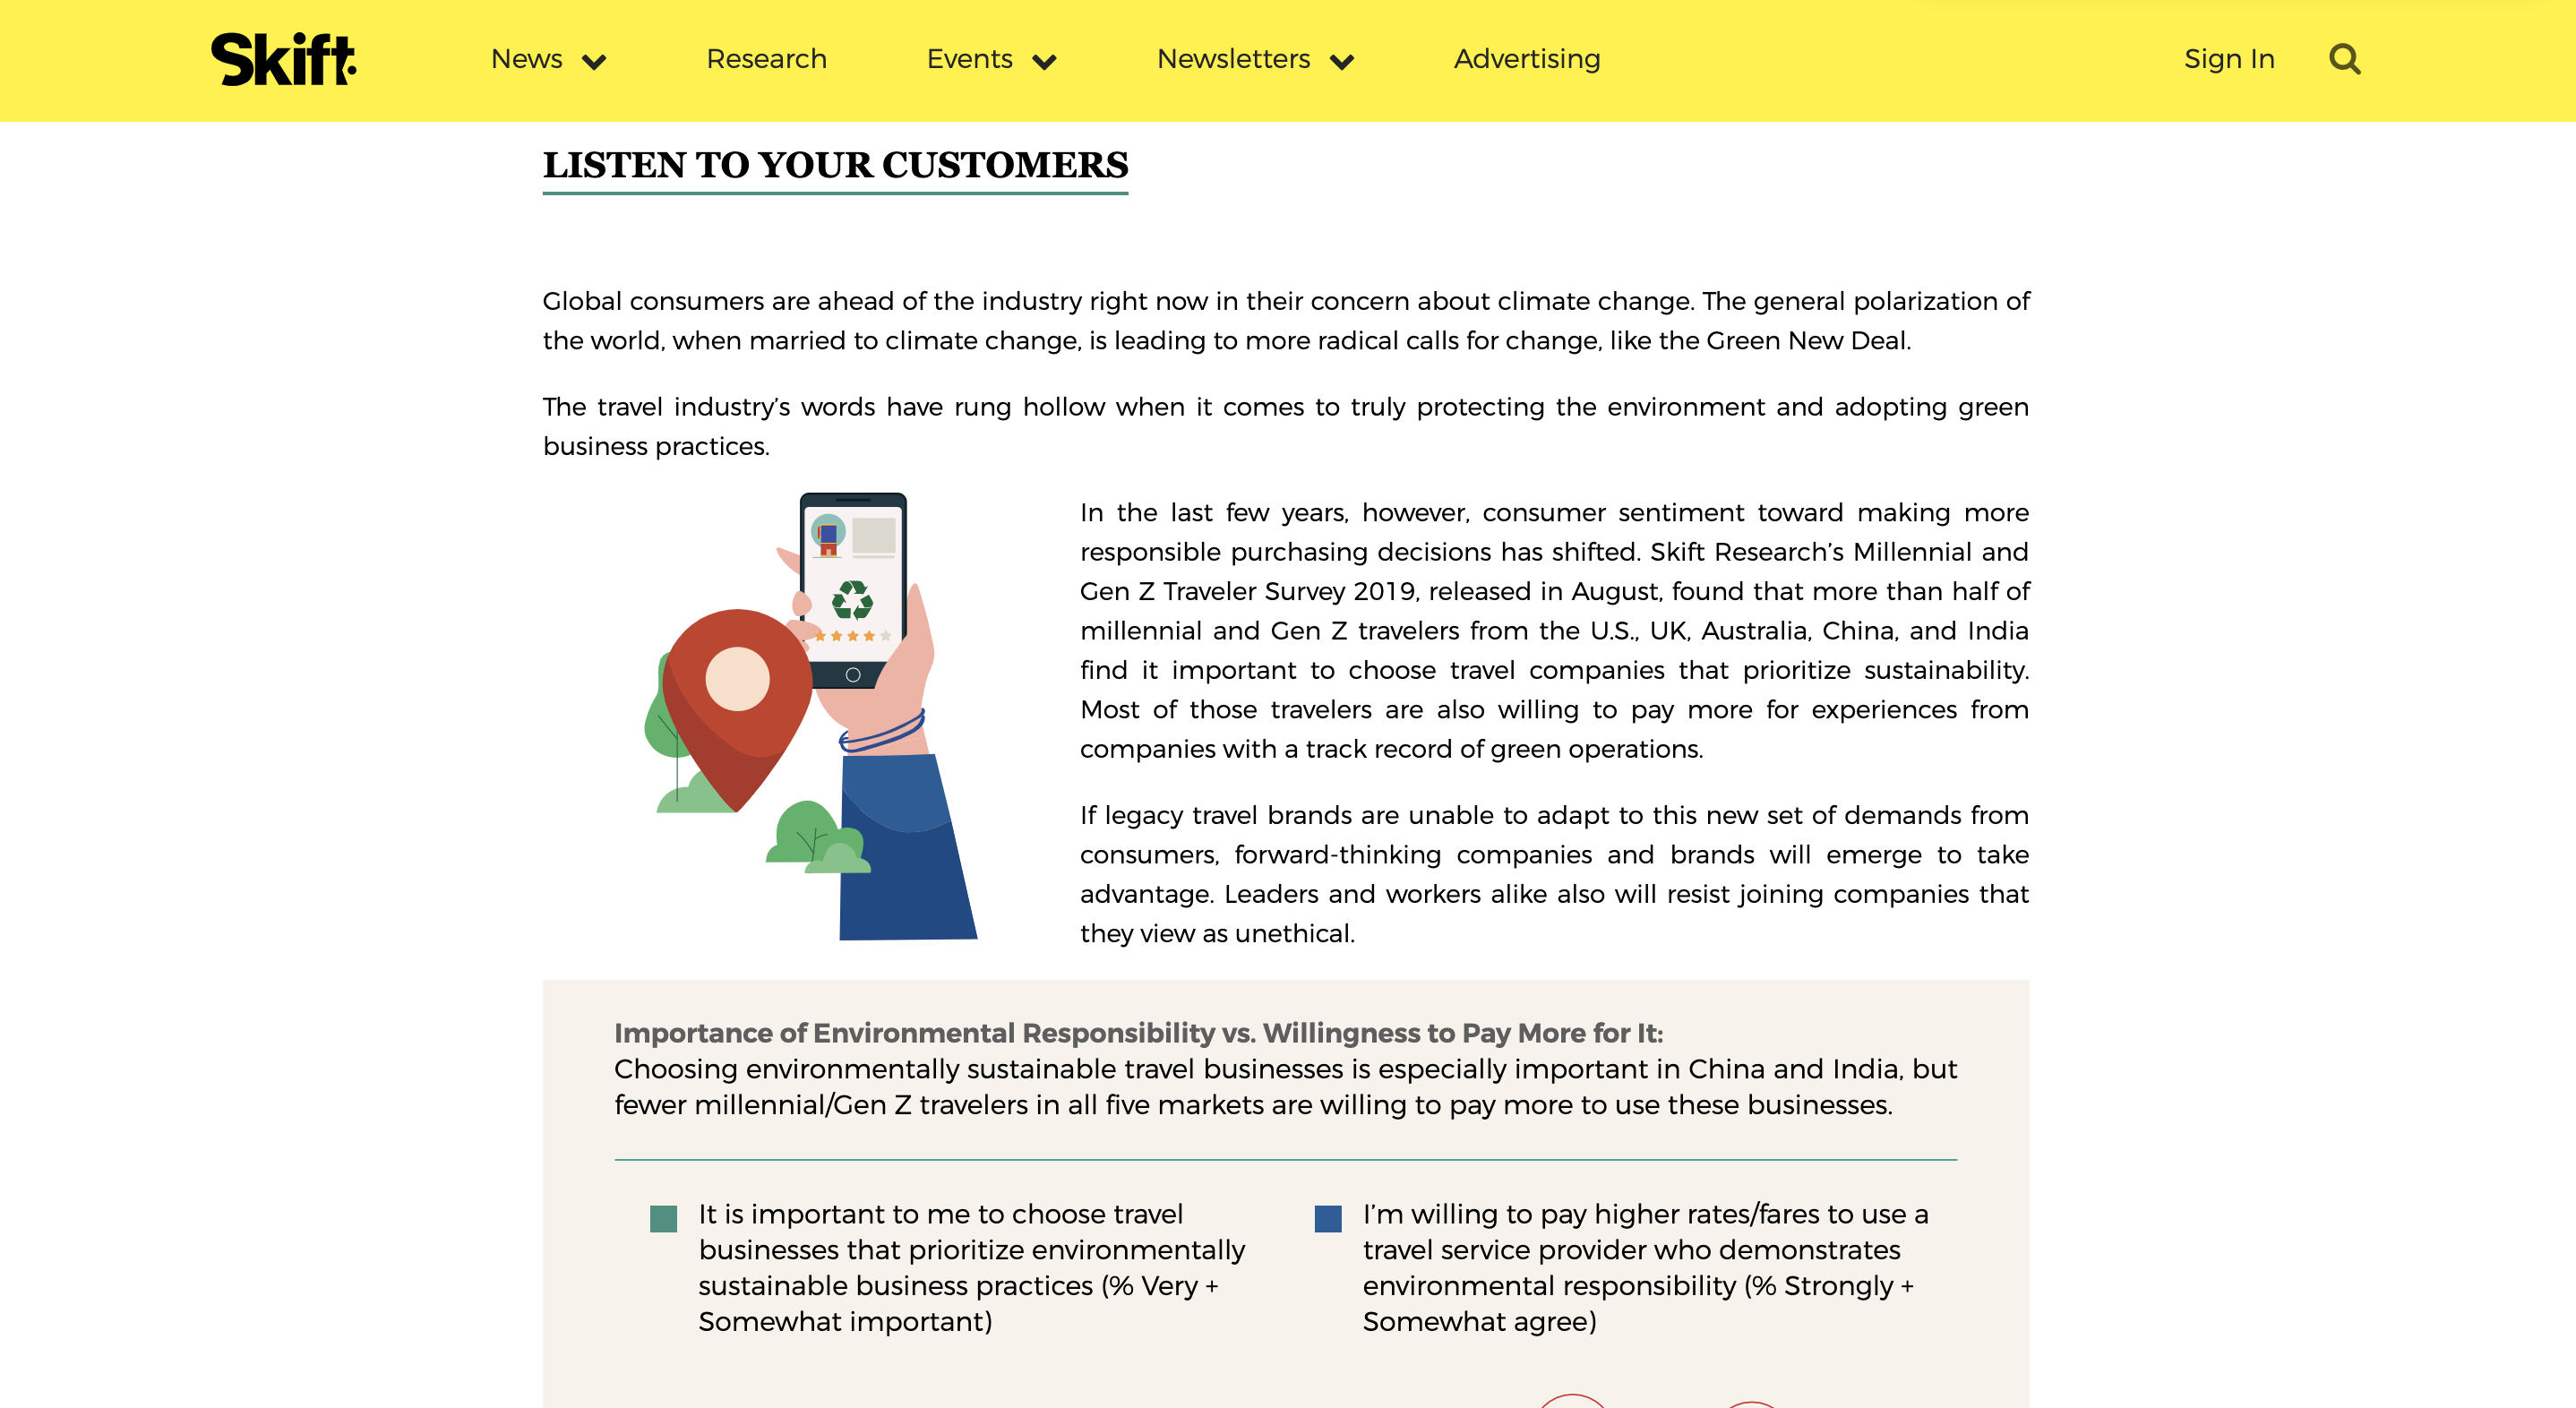 Skift.
News
Research
Events
Newsletters
Advertising
Sign In
LISTEN TO YOUR CUSTOMERS
Global consumers are ahead of the industry right now in their concern about climate change. The general polarization of
the world, when married to climate change, is leading to more radical calls for change, like the Green New Deal.
The travel industry’s words have rung hollow when it comes to truly protecting the environment and adopting green
business practices.
In the last few years, however, consumer sentiment toward making more
responsible purchasing decisions has shifted. Skift Research’s Millennial and
Gen Z Traveler Survey 2019, released in August, found that more than half of
millennial and Gen Z travelers from the U.S., UK, Australia, China, and India
find it important to choose travel companies that prioritize sustainability.
Most of those travelers are also willing to pay more for experiences from
companies with a track record of green operations.
If legacy travel brands are unable to adapt to this new set of demands from
consumers, forward-thinking companies and brands will emerge to take
advantage. Leaders and workers alike also will resist joining companies that
they view as unethical.
Importance of Environmental Responsibility vs. Willingness to Pay More for It:
Choosing environmentally sustainable travel businesses is especially important in China and India, but
fewer millennial/Gen Z travelers in all five markets are willing to pay more to use these businesses.
It is important to me to choose travel
businesses that prioritize environmentally
sustainable business practices (% Very +
Somewhat important)
I’m willing to pay higher rates/fares to use a
travel service provider who demonstrates
environmental responsibility (% Strongly +
Somewhat agree)